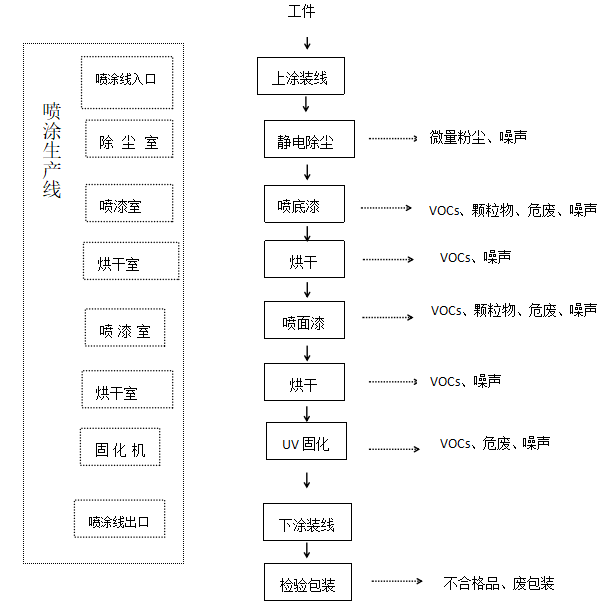 工件
喷涂生产线
喷涂线入口
上涂装线
除 尘 室
静电除尘
微量粉尘、噪声
喷漆室
喷底漆
VOCs、颗粒物、危废、噪声
烘干室
烘干
VOCs、噪声
喷 漆 室
喷面漆
VOCs、颗粒物、危废、噪声
烘干室
烘干
VOCs、噪声
固 化 机
UV 固化
VOCs、危废、噪声
喷涂线出口
下涂装线
检验包装
不合格品、废包装